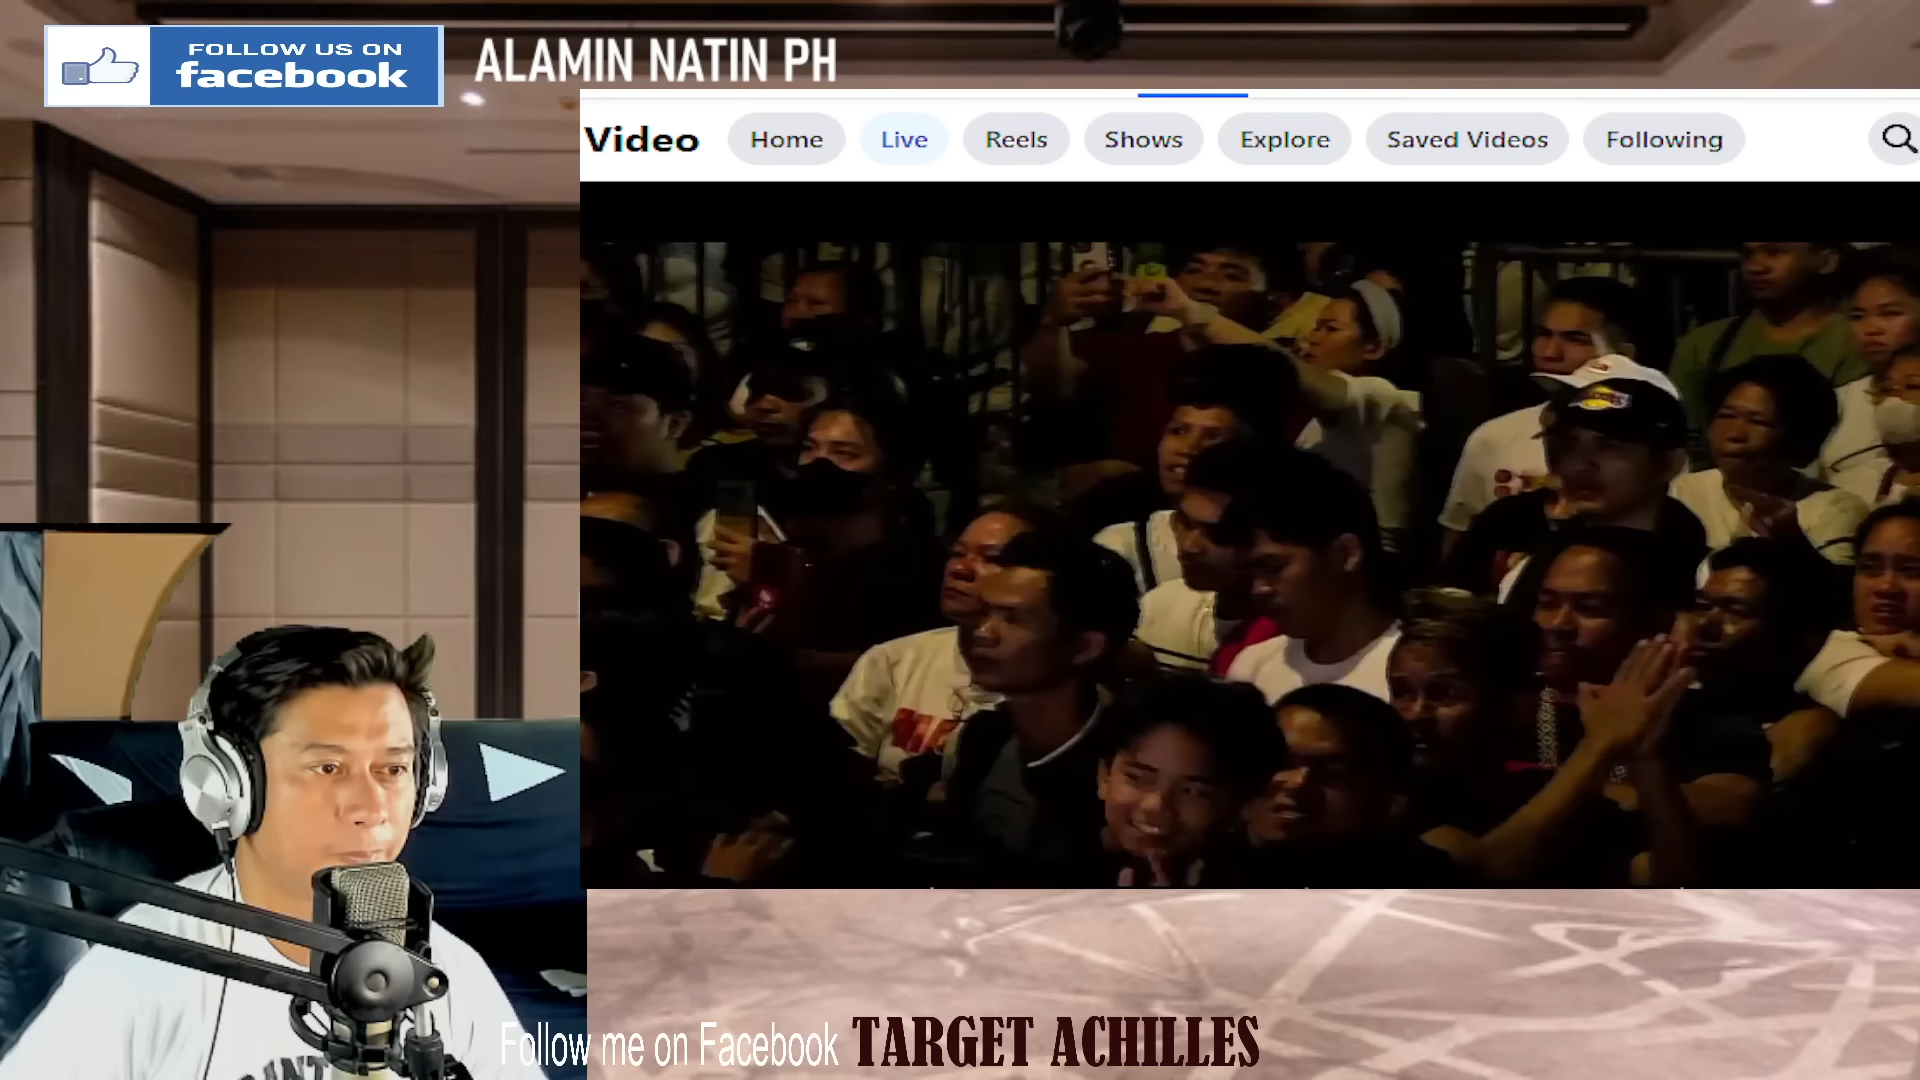 FOLLOW US ON
facebook
ALAMIN NATIN PH
Video
Home
Live
Reels
Shows
Explore
Saved Videos
Following
Follow me on Facebook
TARGET ACHILLES